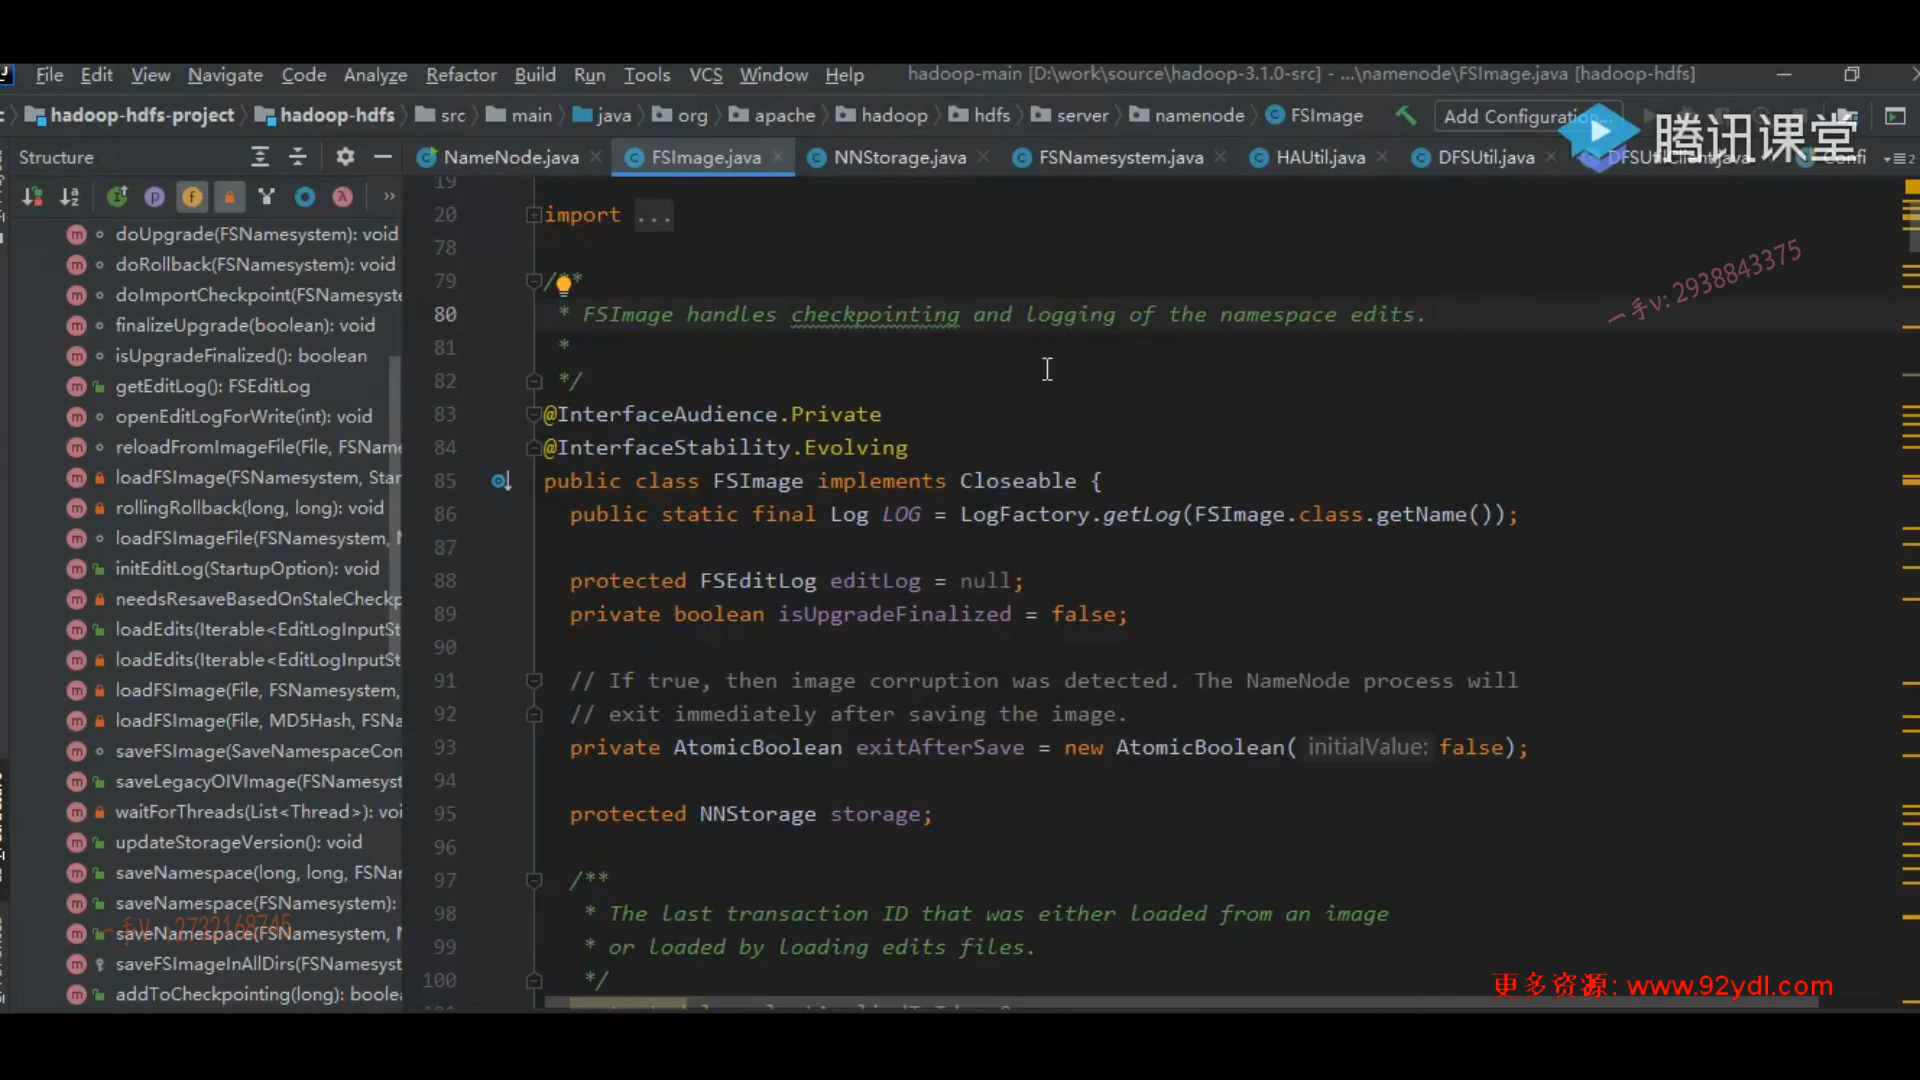 File Edit View Navigate Code Analyze Refactor Build Run Tools VCS Window Help hadoop-main [D:\work\source\hadoop-3.1.0-src] - ...\namenode\FSImage.java [hadoop-hdfs]
hadoop-hdfs-project hadoop-hdfs src main java org apache hadoop hdfs server namenode FSImage Add Configuration...
腾讯课堂
Structure
NameNode.java FSImage.java NNStorage.java FSNamesystem.java HAUtil.java DFSUtil.java DFSUtilClient.java Confi
doUpgrade(FSNamesystem): void
doRollback(FSNamesystem): void
doImportCheckpoint(FSNamesyste
finalizeUpgrade(boolean): void
isUpgradeFinalized(): boolean
getEditLog(): FSEditLog
openEditLogForWrite(int): void
reloadFromImageFile(File, FSName
loadFSImage(FSNamesystem, Star
rollingRollback(long, long): void
loadFSImageFile(FSNamesystem, M
initEditLog(StartupOption): void
needsResaveBasedOnStaleCheckp
loadEdits(Iterable<EditLogInputSt
loadEdits(Iterable<EditLogInputSt
loadFSImage(File, FSNamesystem,
loadFSImage(File, MD5Hash, FSNa
saveFSImage(SaveNamespaceCon
saveLegacyOIVImage(FSNamesyst
waitForThreads(List<Thread>): voi
updateStorageVersion(): void
saveNamespace(long, long, FSNar
saveNamespace(FSNamesystem):
saveNamespace(FSNamesystem, N
saveFSImageInAllDirs(FSNamesyst
addToCheckpointing(long): boole
一手V: 2732168745
19
20 import ...
78
79 /**
80 * FSImage handles checkpointing and logging of the namespace edits.
81 *
82 */
83 @InterfaceAudience.Private
84 @InterfaceStability.Evolving
85 public class FSImage implements Closeable {
86 public static final Log LOG = LogFactory.getLog(FSImage.class.getName());
87
88 protected FSEditLog editLog = null;
89 private boolean isUpgradeFinalized = false;
90
91 // If true, then image corruption was detected. The NameNode process will
92 // exit immediately after saving the image.
93 private AtomicBoolean exitAfterSave = new AtomicBoolean( initialValue: false);
94
95 protected NNStorage storage;
96
97 /**
98 * The last transaction ID that was either loaded from an image
99 * or loaded by loading edits files.
100 */
一手v: 2938843375
更多资源: www.92ydl.com